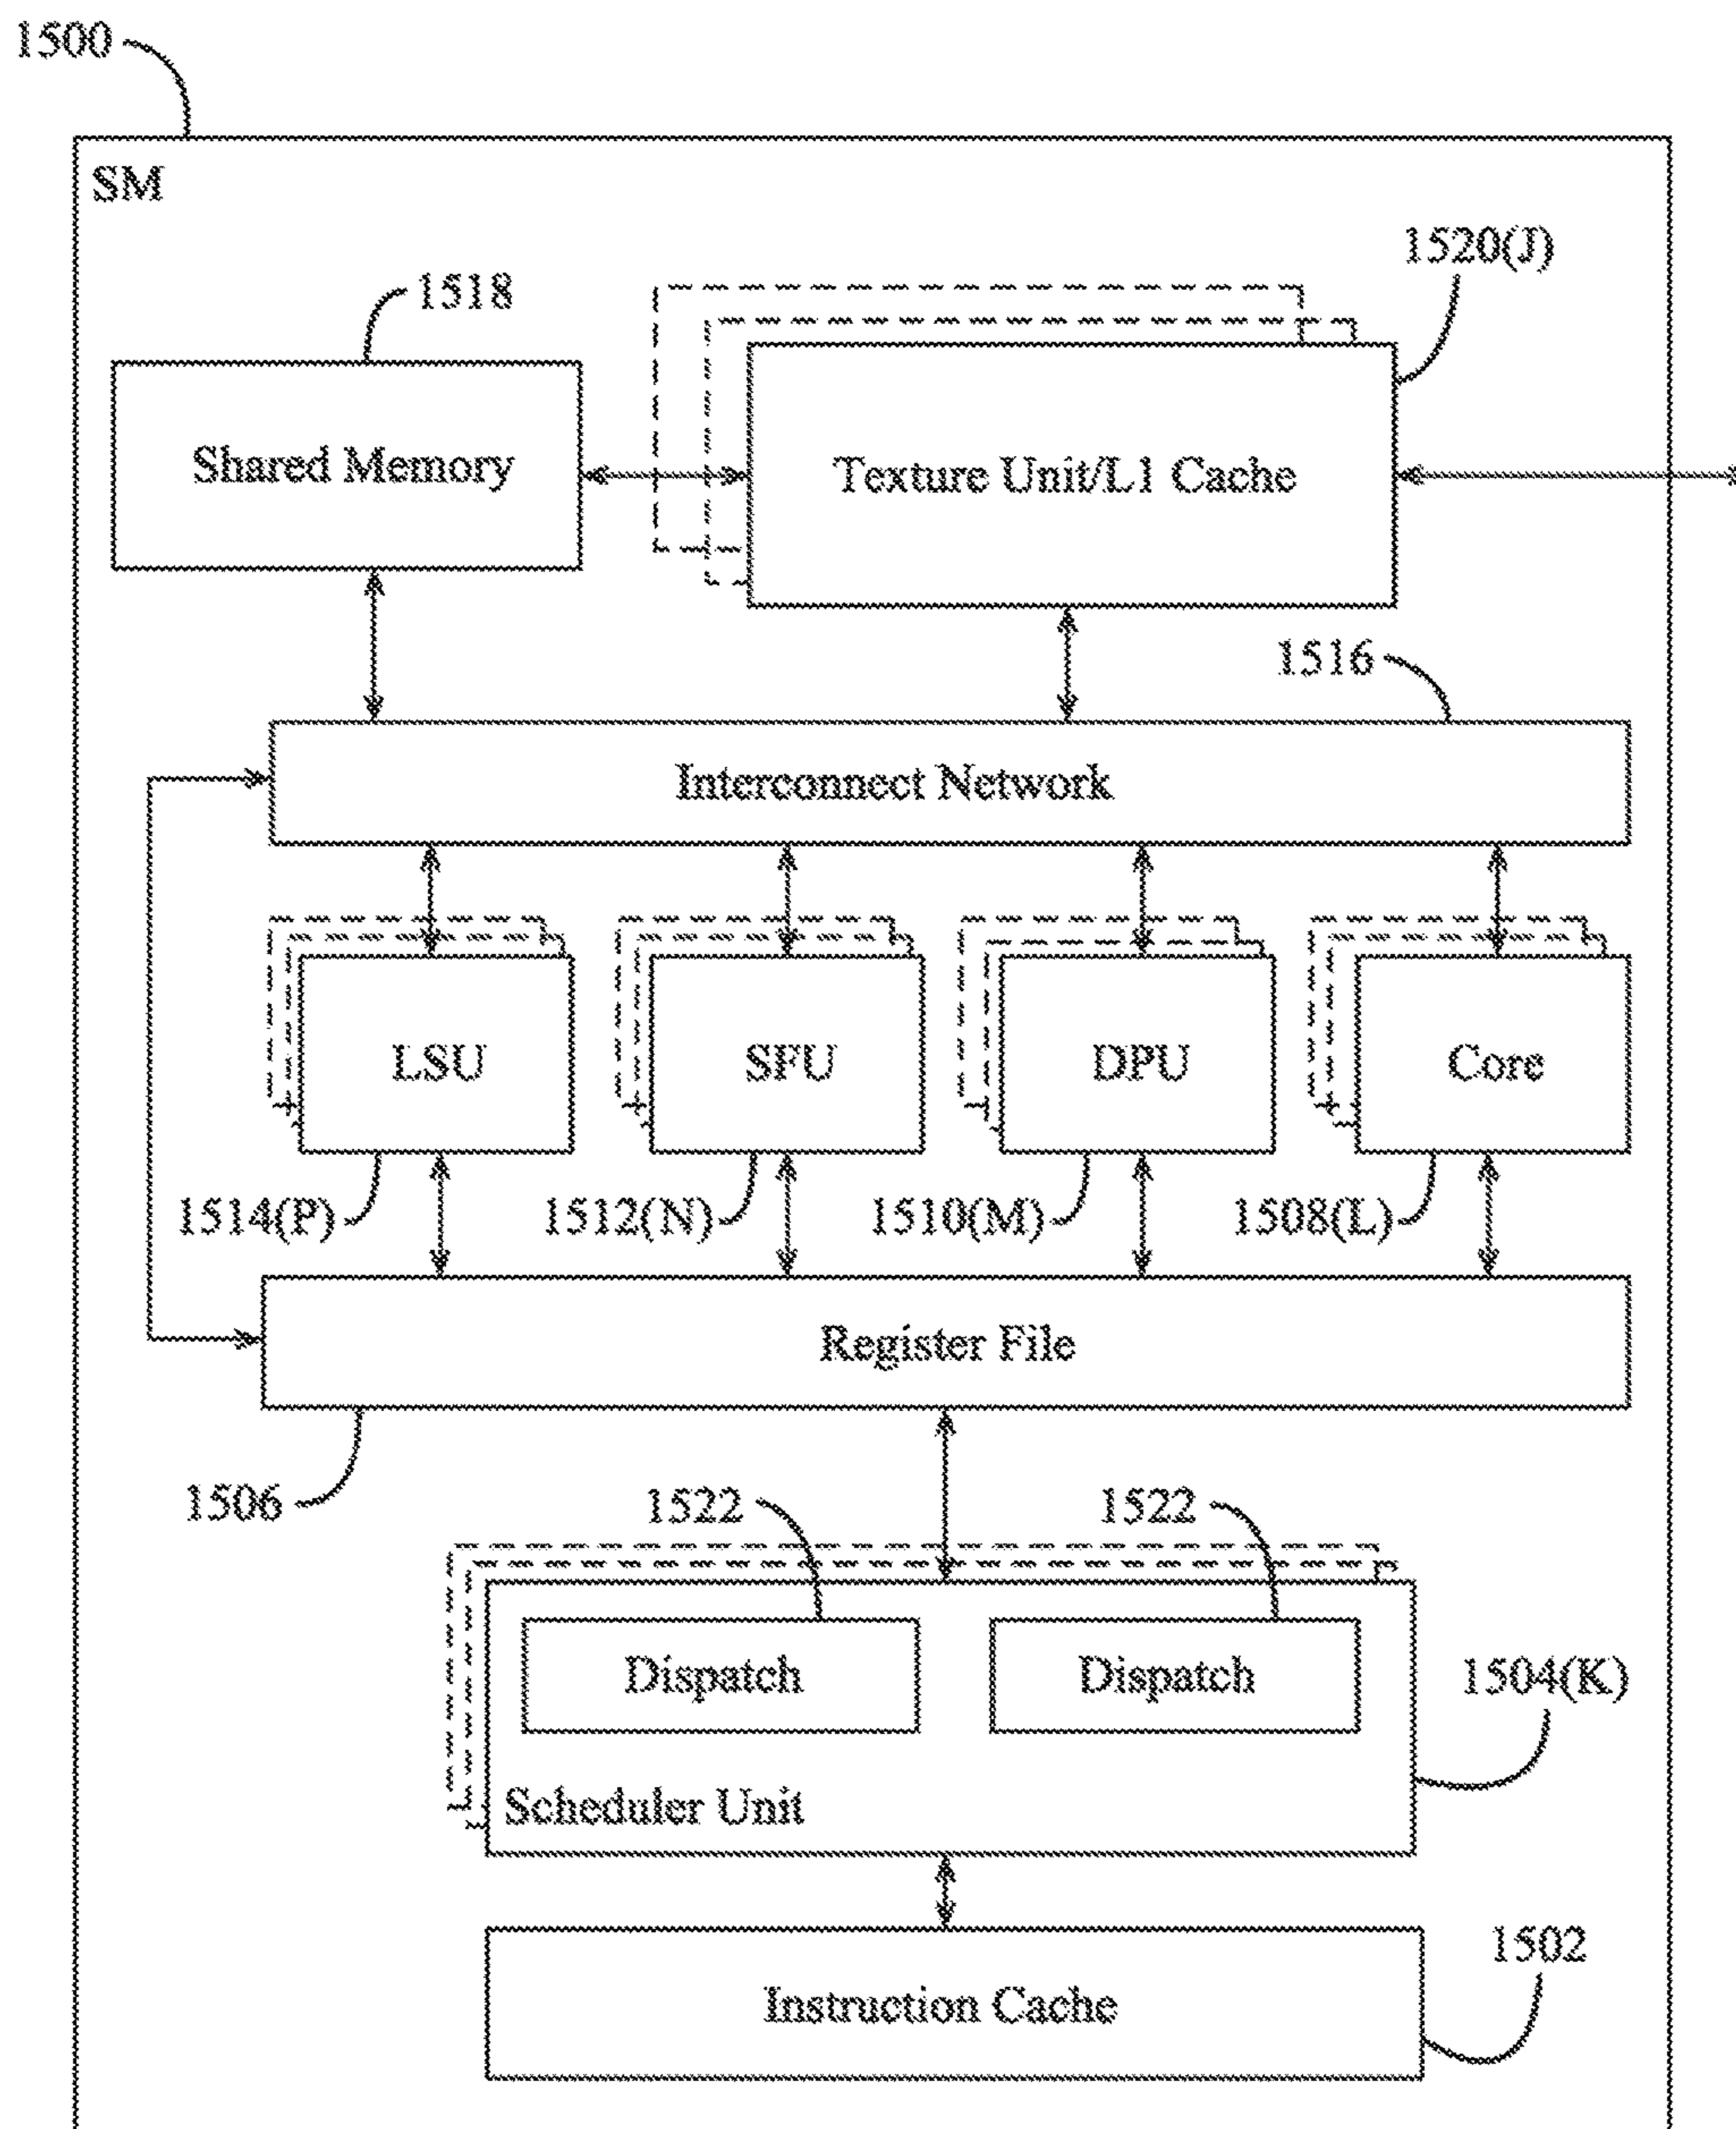 1500
SM
1520(J)
1518
Shared Memory
Texture Unit/L1 Cache
1516
Interconnect Network
LSU
SFU
DPU
Core
1514(P)
1512(N)
1510(M)
1508(L)
Register File
1506
1522
1522
Dispatch
Dispatch
1504(K)
Scheduler Unit
1502
Instruction Cache